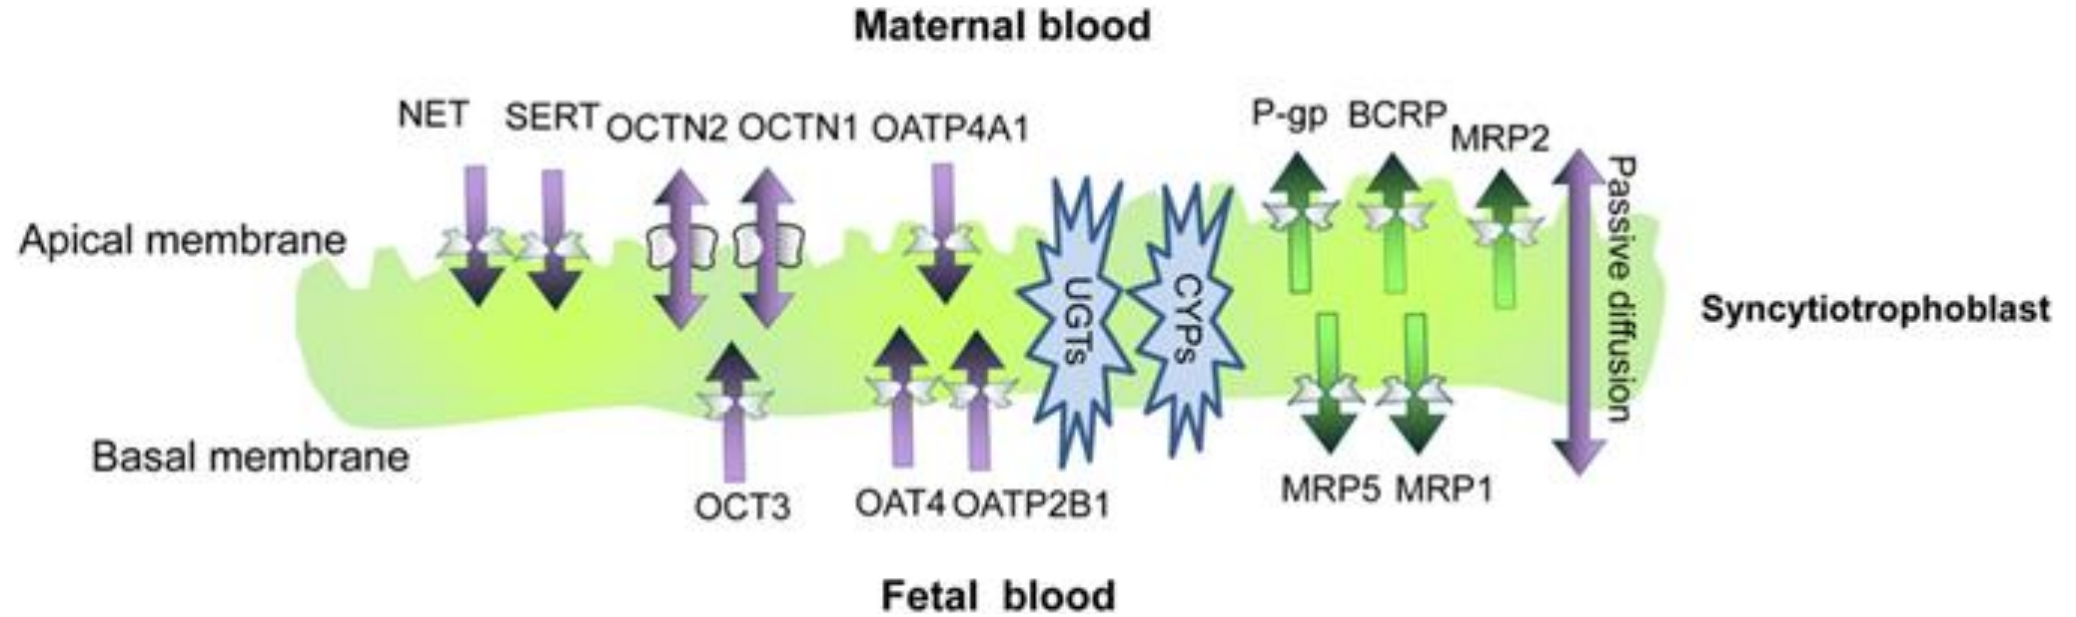 Maternal blood
NET SERT OCTN2 OCTN1 OATP4A1 P-gp BCRP MRP2
Apical membrane
UGTs
CYPs
Passive diffusion
Syncytiotrophoblast
Basal membrane
OCT3 OAT4 OATP2B1 MRP5 MRP1
Fetal blood